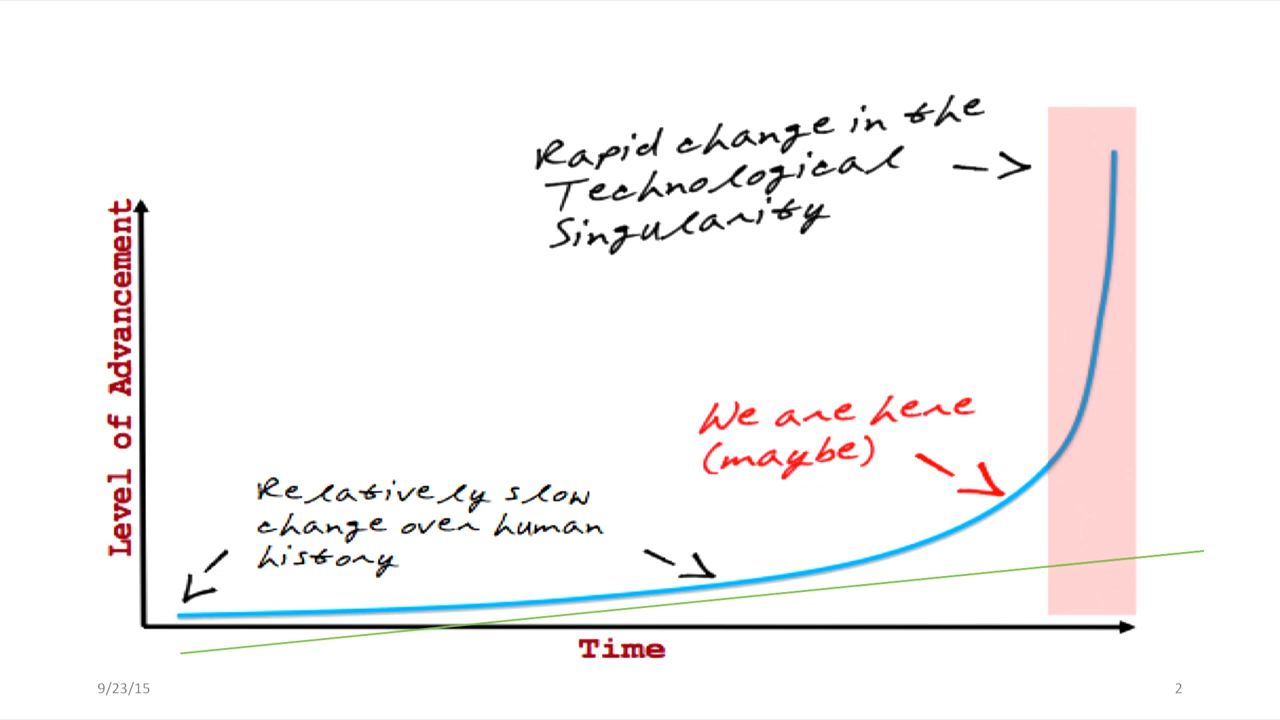 Rapid change in the
Technological
Singularity
Level of Advancement
We are here
(maybe)
Relatively slow
change over human
history
Time
9/23/15
2